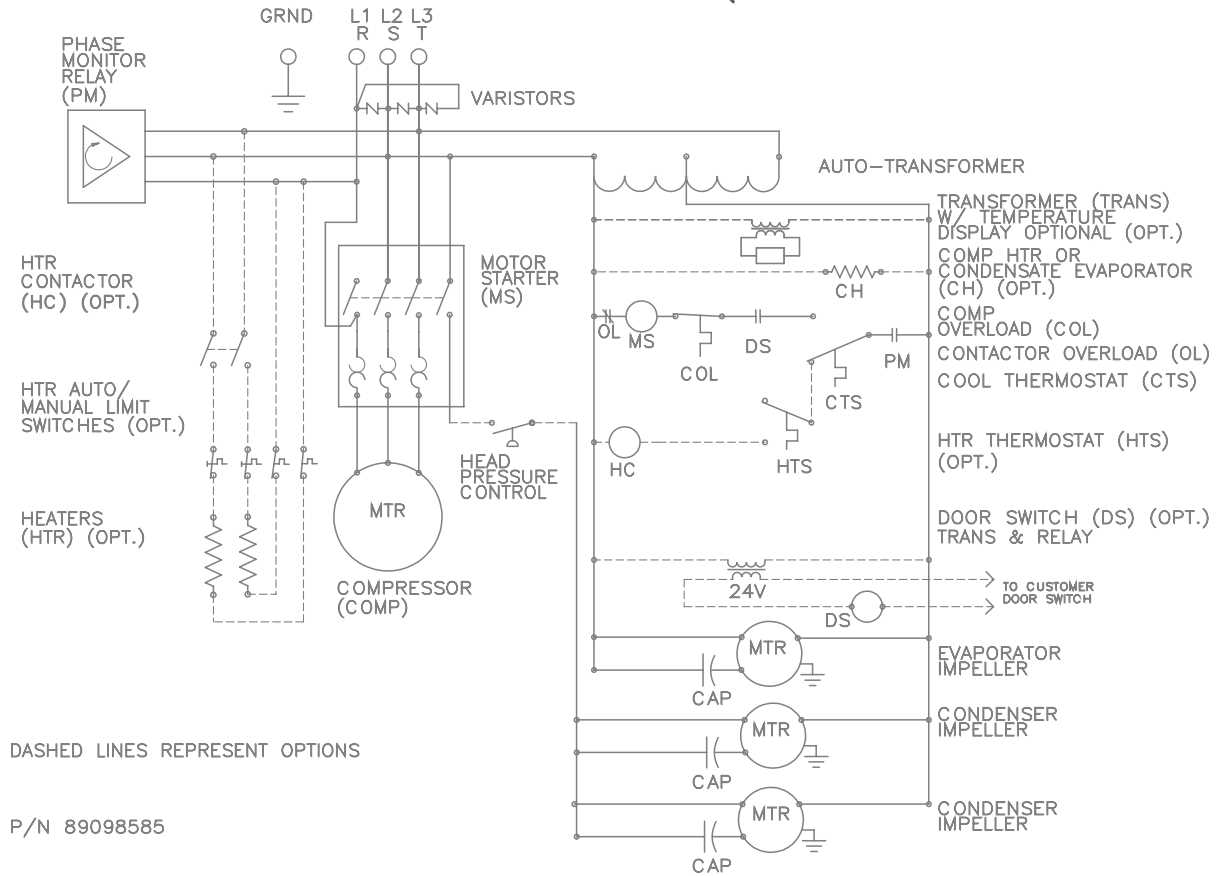 GRND
L1 L2 L3
R S T
PHASE
MONITOR
RELAY
(PM)
VARISTORS
AUTO-TRANSFORMER
TRANSFORMER (TRANS)
W/ TEMPERATURE
DISPLAY OPTIONAL (OPT.)
HTR
CONTACTOR
(HC) (OPT.)
MOTOR
STARTER
(MS)
COMP HTR OR
CONDENSATE EVAPORATOR
(CH) (OPT.)
CH
COMP
OVERLOAD (COL)
OL
MS
DS
COL
PM
CONTACTOR OVERLOAD (OL)
COOL THERMOSTAT (CTS)
CTS
HTR AUTO/
MANUAL LIMIT
SWITCHES (OPT.)
HEAD
PRESSURE
CONTROL
HC
HTS
HTR THERMOSTAT (HTS)
(OPT.)
HEATERS
(HTR) (OPT.)
MTR
COMPRESSOR
(COMP)
DOOR SWITCH (DS) (OPT.)
TRANS & RELAY
24V
TO CUSTOMER
DOOR SWITCH
DS
MTR
EVAPORATOR
IMPELLER
CAP
MTR
CONDENSER
IMPELLER
CAP
MTR
CONDENSER
IMPELLER
CAP
DASHED LINES REPRESENT OPTIONS
P/N 89098585